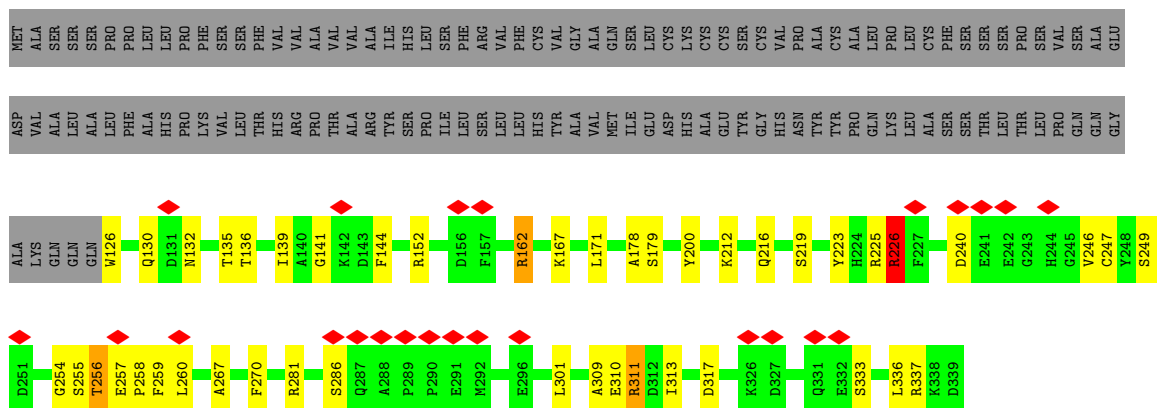 MET ALA SER SER SER PRO PRO LEU LEU PRO PHE SER SER PHE VAL VAL ALA VAL VAL ALA ILE HIS LEU SER PHE ARG VAL PHE CYS VAL GLY ALA GLN SER LEU CYS LYS CYS CYS SER CYS VAL PRO ALA CYS ALA LEU PRO LEU CYS PHE SER SER SER PRO SER VAL SER ALA GLU
ASP VAL ALA LEU ALA LEU PHE ALA HIS PRO LYS VAL LEU THR HIS ARG PRO THR ALA ARG TYR SER PRO ILE LEU SER LEU LEU HIS TYR ALA VAL MET ILE GLU ASP HIS ALA GLU TYR GLY HIS ASN TYR TYR PRO GLN LYS LEU ALA SER SER THR LEU THR LEU PRO GLN GLN GLY
ALA LYS GLN GLN GLN W126 Q130 D131 N132 T135 T136 I139 A140 G141 K142 D143 F144 R152 D156 F157 R162 K167 L171 A178 S179 Y200 K212 Q216 S219 Y223 H224 R225 R226 F227 D240 E241 E242 G243 H244 G245 V246 C247 Y248 S249
D251 G254 S255 T256 E257 P258 F259 L260 A267 F270 R281 S286 Q287 A288 P289 P290 E291 M292 E296 L301 A309 E310 R311 D312 I313 D317 K326 D327 Q331 E332 S333 L336 R337 K338 D339